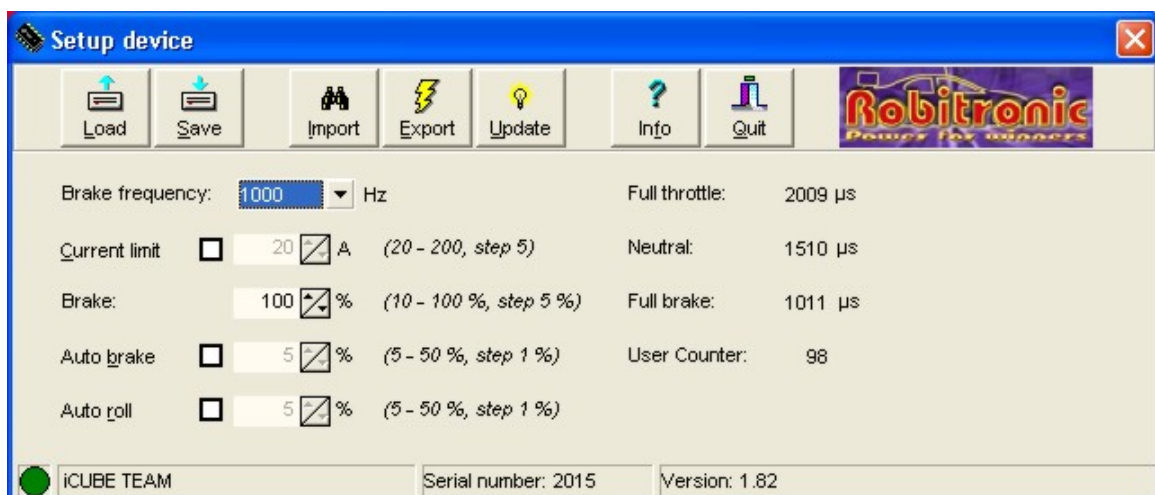 Setup device
Load Save Import Export Update Info Quit Robitronic
Power for winners
Brake frequency: 1000 Hz Full throttle: 2009 µs
Current limit 20 A (20 - 200, step 5) Neutral: 1510 µs
Brake: 100 % (10 - 100 %, step 5 %) Full brake: 1011 µs
Auto brake 5 % (5 - 50 %, step 1 %) User Counter: 98
Auto roll 5 % (5 - 50 %, step 1 %)
iCUBE TEAM Serial number: 2015 Version: 1.82